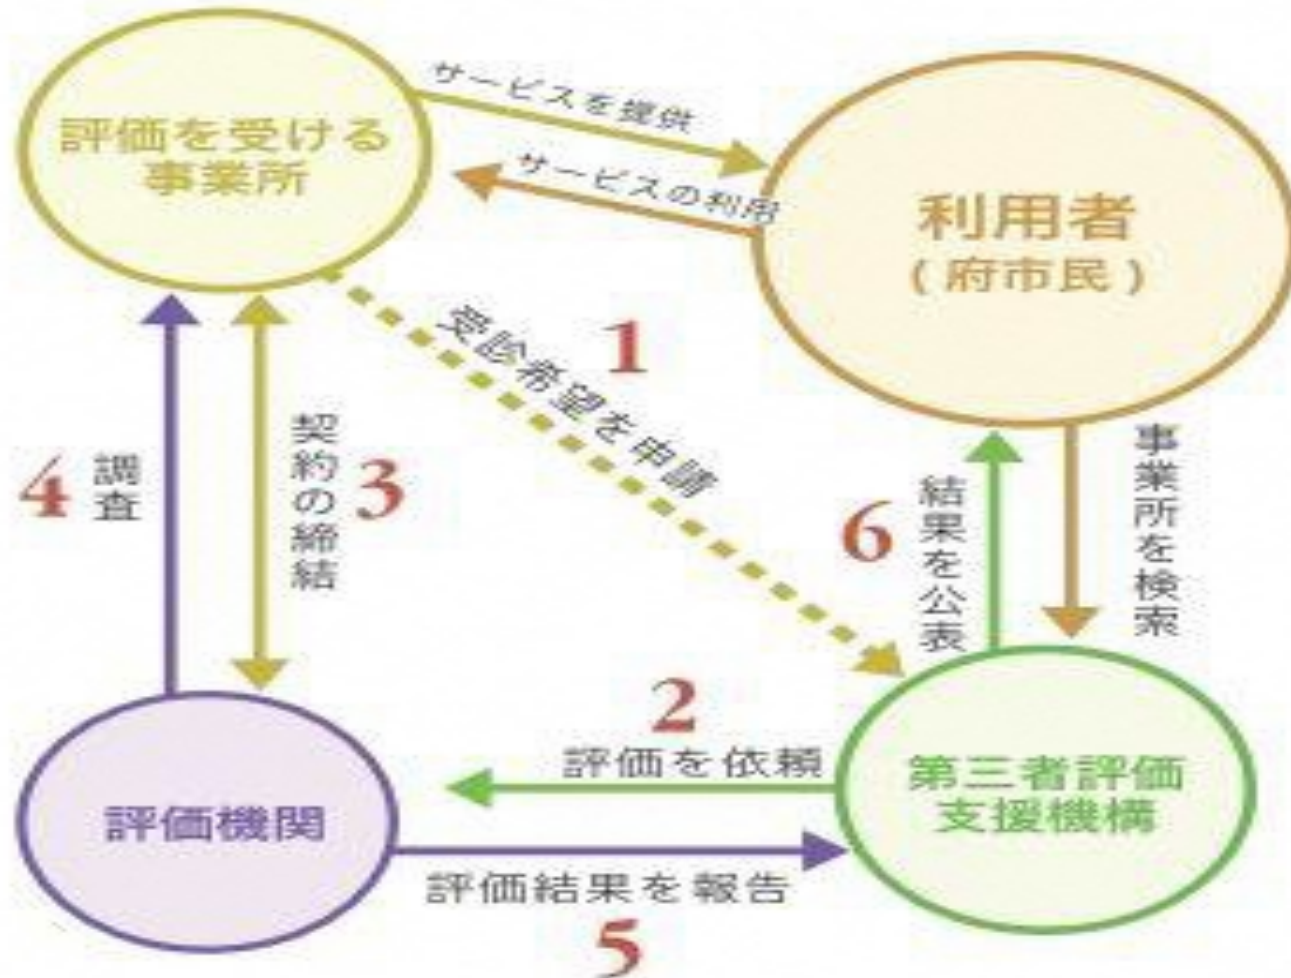 評価を受ける
事業所
サービスを提供
サービスの利用
利用者
(府市民)
1
受診希望を申請
4
調査
契約の締結
3
6
結果を公表
事業所を検索
2
評価を依頼
評価機関
第三者評価
支援機構
評価結果を報告
5